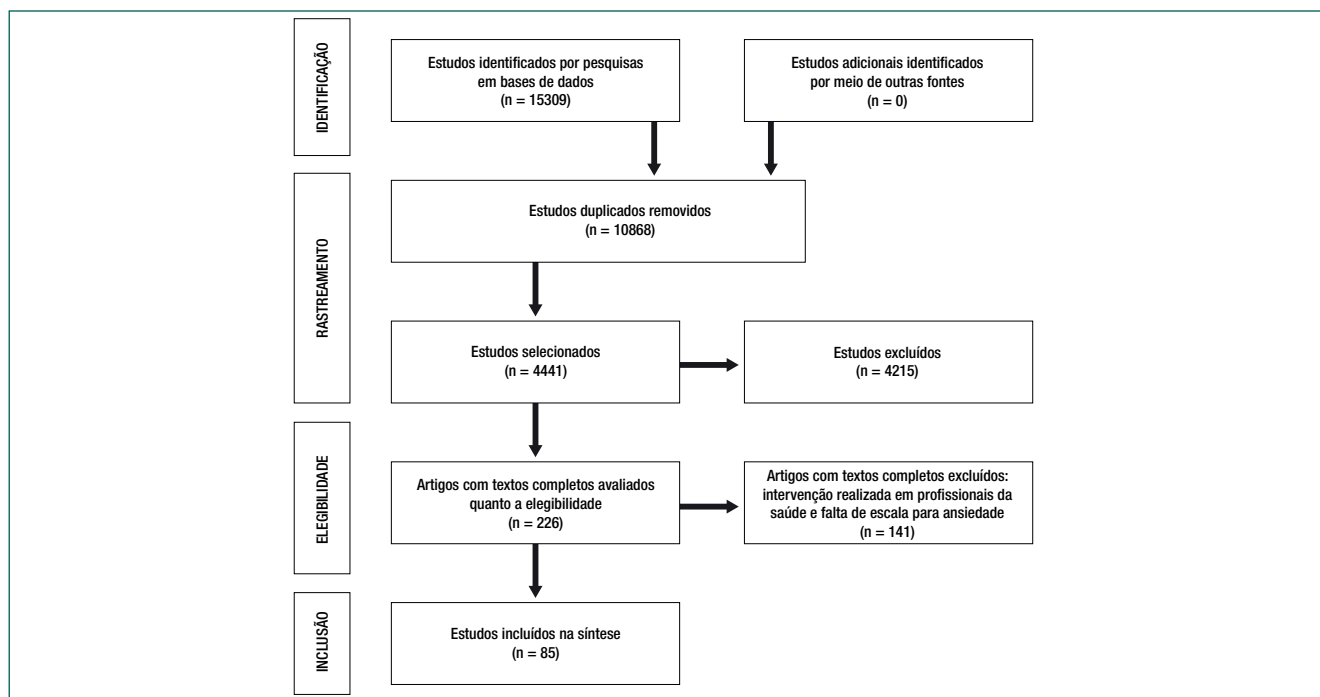 IDENTIFICAÇÃO
Estudos identificados por pesquisas
em bases de dados
(n = 15309)
Estudos adicionais identificados
por meio de outras fontes
(n = 0)
RASTREAMENTO
Estudos duplicados removidos
(n = 10868)
Estudos selecionados
(n = 4441)
Estudos excluídos
(n = 4215)
ELEGIBILIDADE
Artigos com textos completos avaliados
quanto a elegibilidade
(n = 226)
Artigos com textos completos excluídos:
intervenção realizada em profissionais da
saúde e falta de escala para ansiedade
(n = 141)
INCLUSÃO
Estudos incluídos na síntese
(n = 85)